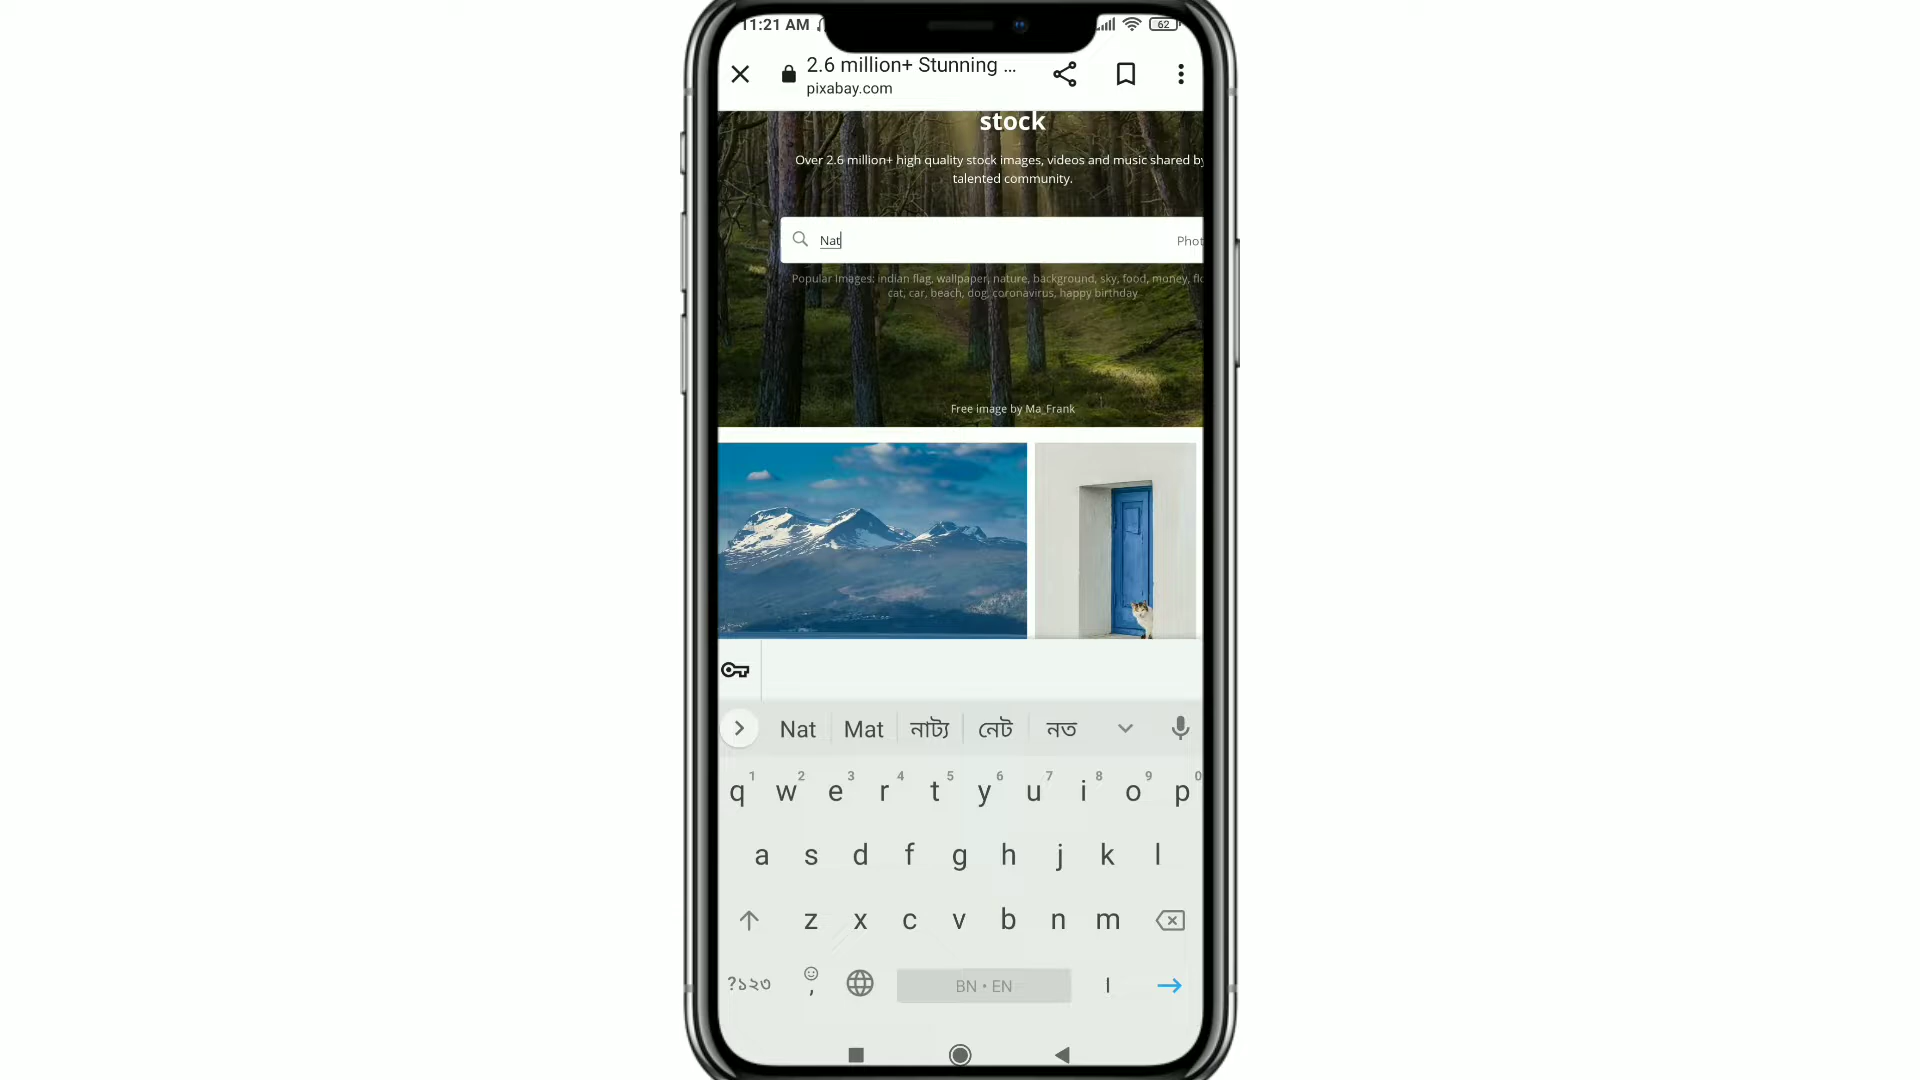 11:21 AM
62
2.6 million+ Stunning ...
pixabay.com
stock
Over 2.6 million+ high quality stock images, videos and music shared by
talented community.
Nat
Phot
Popular Images: indian flag, wallpaper, nature, background, sky, food, money, flo
cat, car, beach, dog, coronavirus, happy birthday
Free image by Ma_Frank
Nat Mat নাট্য নেট নত
1 2 3 4 5 6 7 8 9 0
q w e r t y u i o p
a s d f g h j k l
z x c v b n m
?১২৩ , BN • EN ।